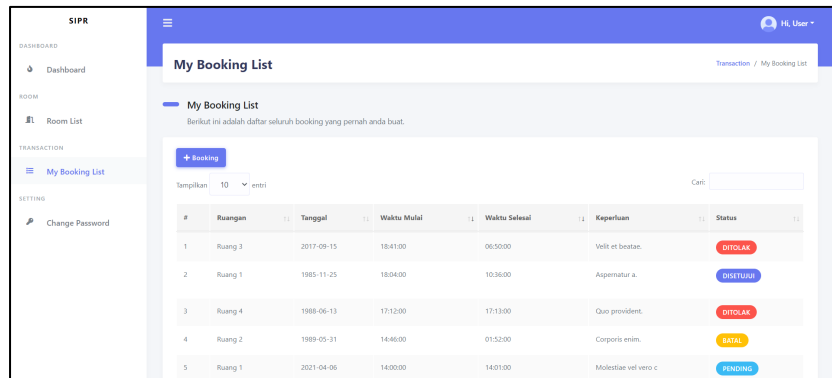 SIPR
Hi, User
DASHBOARD
Dashboard
ROOM
Room List
TRANSACTION
My Booking List
SETTING
Change Password
My Booking List
Transaction / My Booking List
My Booking List
Berikut ini adalah daftar seluruh booking yang pernah anda buat.
+ Booking
Tampilkan 10 entri
Cari:
# Ruangan Tanggal Waktu Mulai Waktu Selesai Keperluan Status
1 Ruang 3 2017-09-15 18:41:00 06:50:00 Velit et beatae. DITOLAK
2 Ruang 1 1985-11-25 18:04:00 10:36:00 Aspernatur a. DISETUJUI
3 Ruang 4 1988-06-13 17:12:00 17:13:00 Quo provident. DITOLAK
4 Ruang 2 1989-05-31 14:46:00 01:52:00 Corporis enim. BATAL
5 Ruang 1 2021-04-06 14:00:00 14:01:00 Molestiae vel vero c PENDING